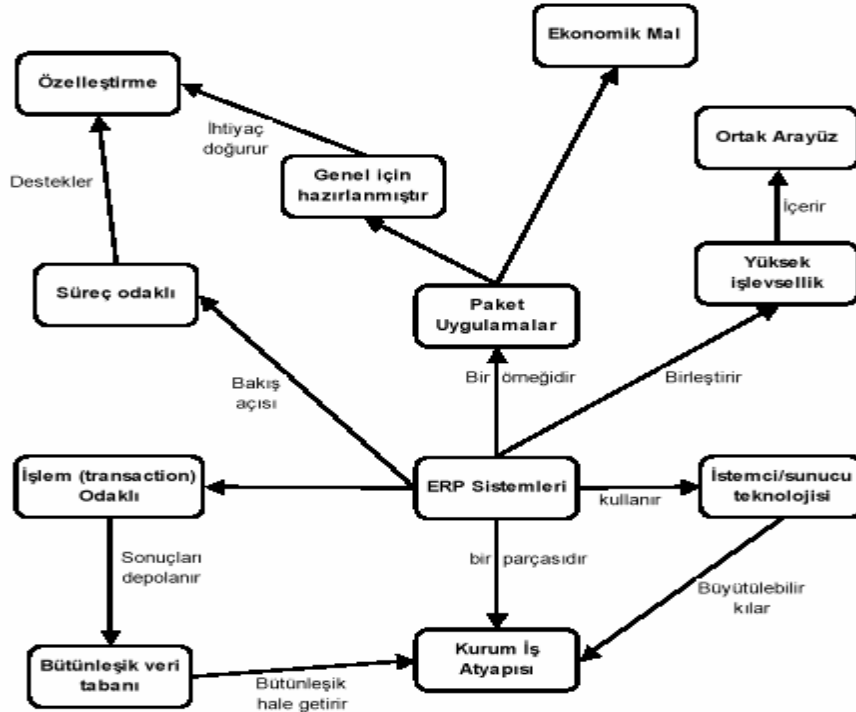 Ekonomik Mal
Özelleştirme
İhtiyaç
doğurur
Ortak Arayüz
Genel için
hazırlanmıştır
Destekler
İçerir
Süreç odaklı
Yüksek
işlevsellik
Paket
Uygulamalar
Bakış
açısı
Bir örneğidir
Birleştirir
İşlem (transaction)
Odaklı
ERP Sistemleri
kullanır
İstemci/sunucu
teknolojisi
Sonuçları
depolanır
bir parçasıdır
Büyütülebilir
kılar
Bütünleşik veri
tabanı
Bütünleşik
hale getirir
Kurum İş
Atyapısı